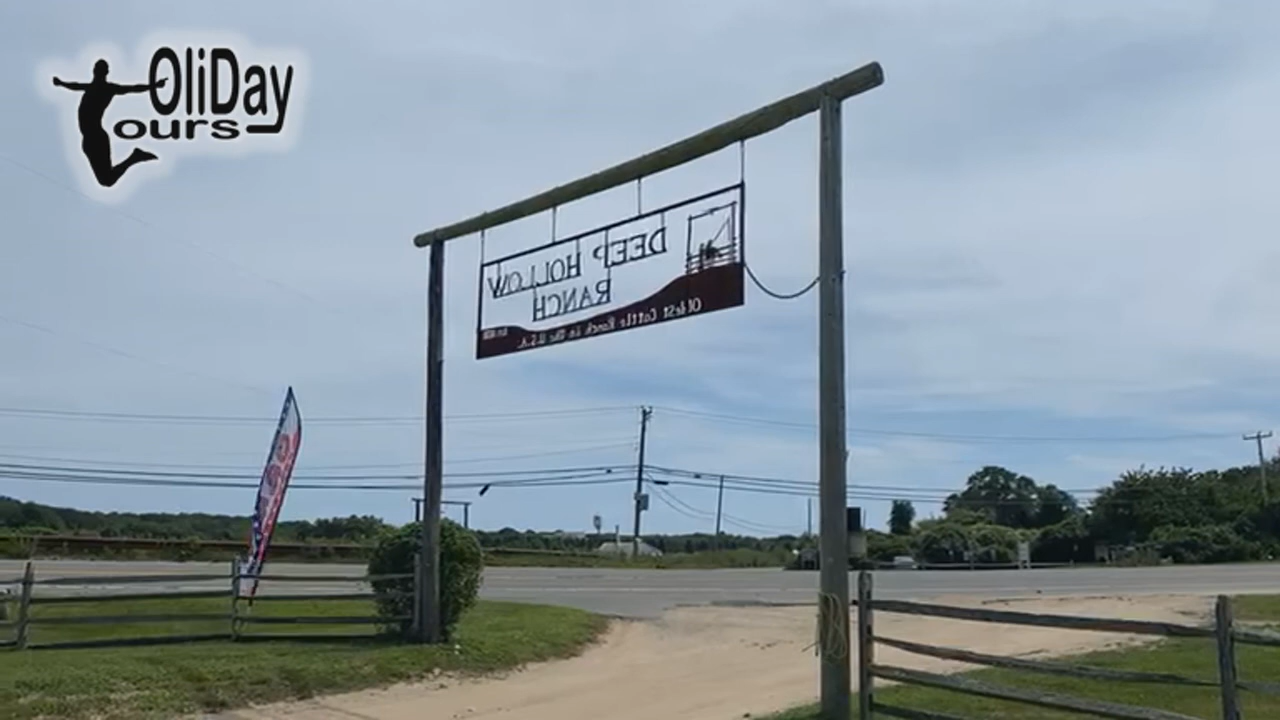 OliDay
Tours
DEEP HOLLOW
RANCH
Oldest Cattle Ranch in The U.S.A.